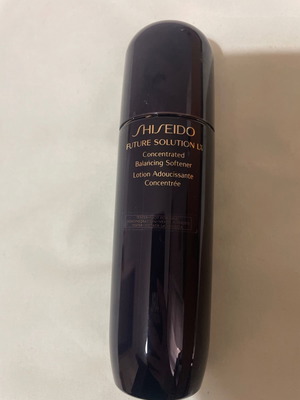 SHISEIDO
FUTURE SOLUTION LX
Concentrated
Balancing Softener
Lotion Adoucissante
Concentrée